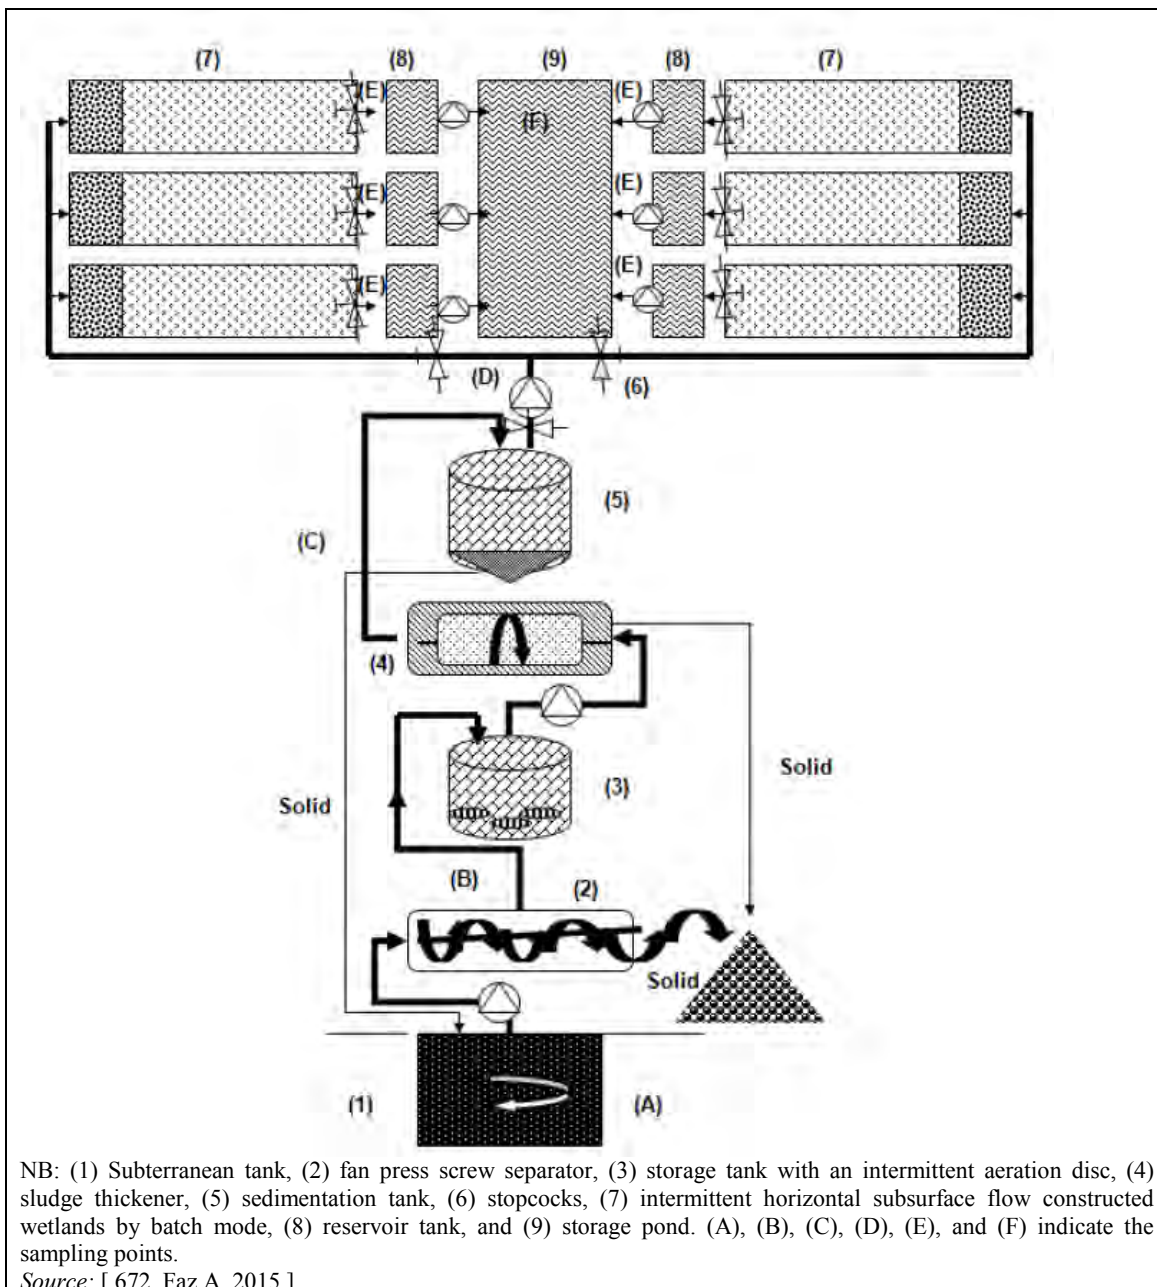 (7) (8) (9) (8) (7)
(E) (E)
(F)
(E) (E)
(E) (E)
(D) (6)
(5)
(C)
(4)
Solid
(3)
Solid
(B) (2)
Solid
(1) (A)
NB: (1) Subterranean tank, (2) fan press screw separator, (3) storage tank with an intermittent aeration disc, (4)
sludge thickener, (5) sedimentation tank, (6) stopcocks, (7) intermittent horizontal subsurface flow constructed
wetlands by batch mode, (8) reservoir tank, and (9) storage pond. (A), (B), (C), (D), (E), and (F) indicate the
sampling points.
Source: [ 672, Faz A. 2015 ]